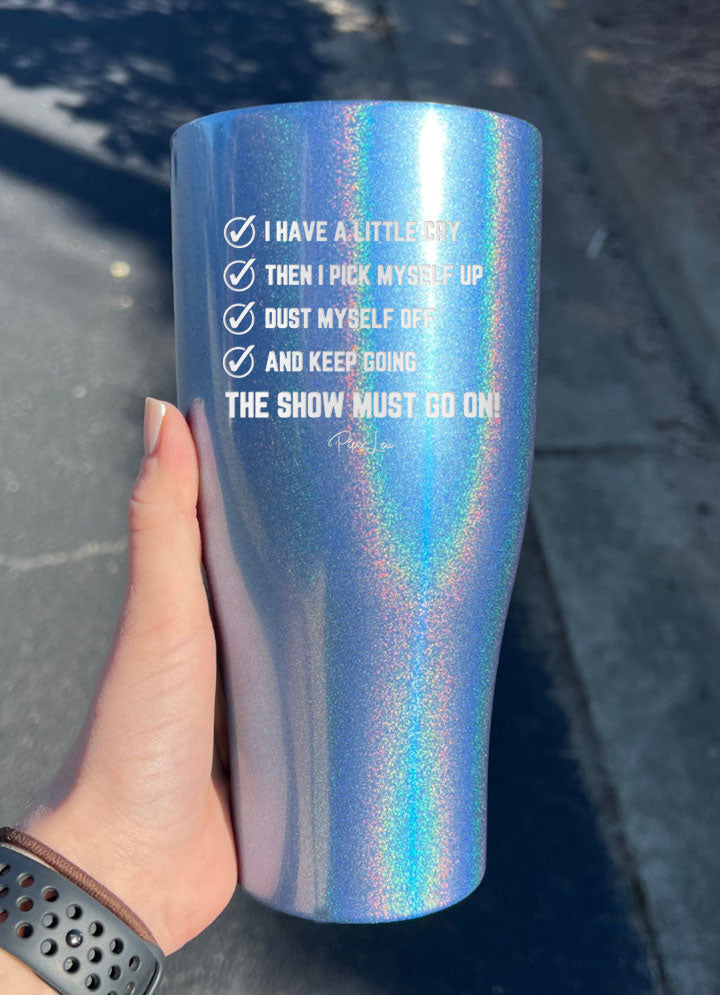 I HAVE A LITTLE CRY
THEN I PICK MYSELF UP
DUST MYSELF OFF
AND KEEP GOING
THE SHOW MUST GO ON!
Piper Lou